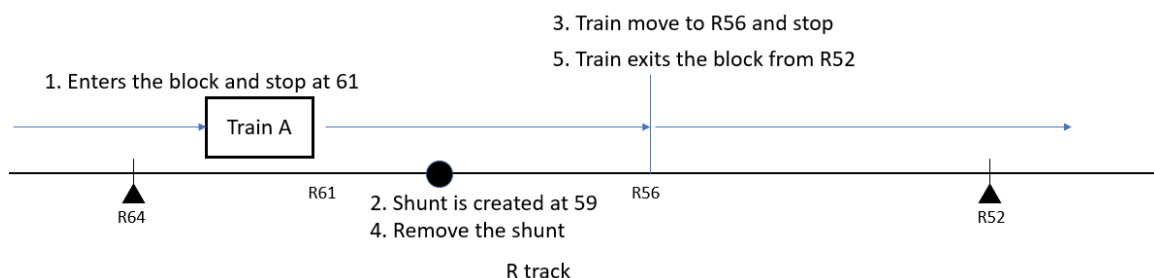 3. Train move to R56 and stop
5. Train exits the block from R52
1. Enters the block and stop at 61
Train A
R61
R56
R64
R52
2. Shunt is created at 59
4. Remove the shunt
R track